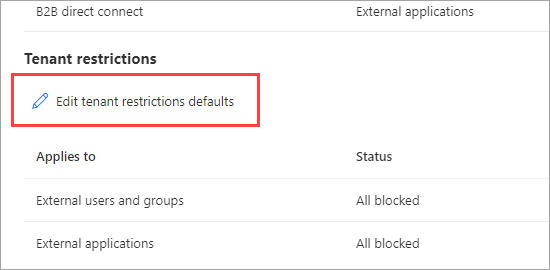 B2B direct connect External applications
Tenant restrictions
Edit tenant restrictions defaults
Applies to Status
External users and groups All blocked
External applications All blocked